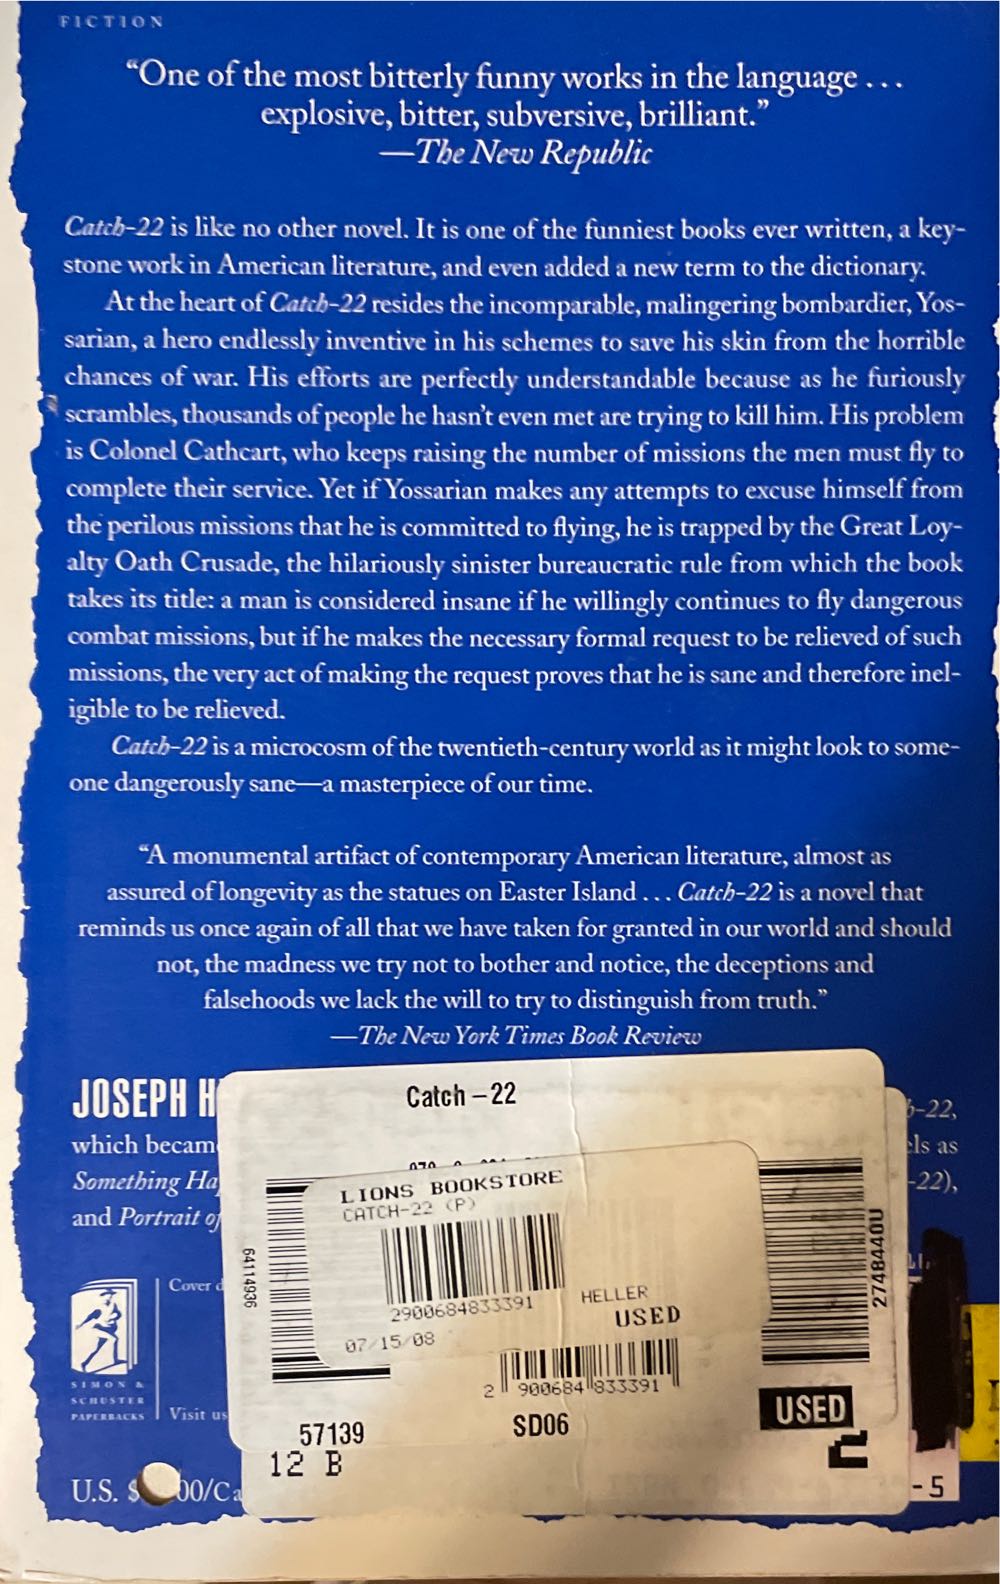 FICTION
“One of the most bitterly funny works in the language . . .
explosive, bitter, subversive, brilliant.”
—The New Republic
Catch-22 is like no other novel. It is one of the funniest books ever written, a key-
stone work in American literature, and even added a new term to the dictionary.
At the heart of Catch-22 resides the incomparable, malingering bombardier, Yos-
sarian, a hero endlessly inventive in his schemes to save his skin from the horrible
chances of war. His efforts are perfectly understandable because as he furiously
scrambles, thousands of people he hasn’t even met are trying to kill him. His problem
is Colonel Cathcart, who keeps raising the number of missions the men must fly to
complete their service. Yet if Yossarian makes any attempts to excuse himself from
the perilous missions that he is committed to flying, he is trapped by the Great Loy-
alty Oath Crusade, the hilariously sinister bureaucratic rule from which the book
takes its title: a man is considered insane if he willingly continues to fly dangerous
combat missions, but if he makes the necessary formal request to be relieved of such
missions, the very act of making the request proves that he is sane and therefore inel-
igible to be relieved.
Catch-22 is a microcosm of the twentieth-century world as it might look to some-
one dangerously sane—a masterpiece of our time.
“A monumental artifact of contemporary American literature, almost as
assured of longevity as the statues on Easter Island . . . Catch-22 is a novel that
reminds us once again of all that we have taken for granted in our world and should
not, the madness we try not to bother and notice, the deceptions and
falsehoods we lack the will to try to distinguish from truth.”
—The New York Times Book Review
JOSEPH H
-22,
which becam
ls as
Something Ha
-22),
and Portrait of
Catch – 22
LIONS BOOKSTORE
CATCH-22 (P)
2900684833391
HELLER
USED
07/15/08
64114936
2748440U
2 900684 833391
57139
SD06
USED
12 B
2
Cover d
SIMON &
SCHUSTER
PAPERBACKS
Visit us
U.S. $ 00/Ca
- 5